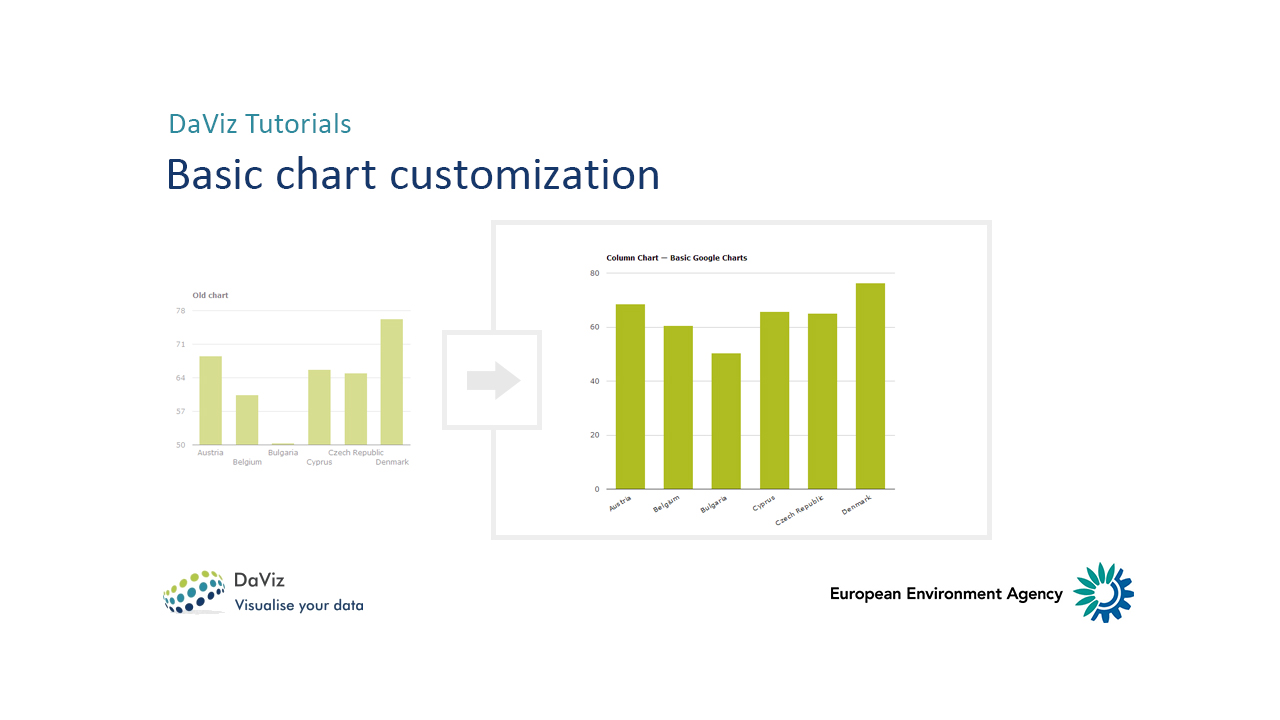 DaViz Tutorials
Basic chart customization
Old chart
78
71
64
57
50
Austria
Belgium
Bulgaria
Cyprus
Czech Republic
Denmark
Column Chart — Basic Google Charts
80
60
40
20
0
Austria
Belgium
Bulgaria
Cyprus
Czech Republic
Denmark
DaViz
Visualise your data
European Environment Agency